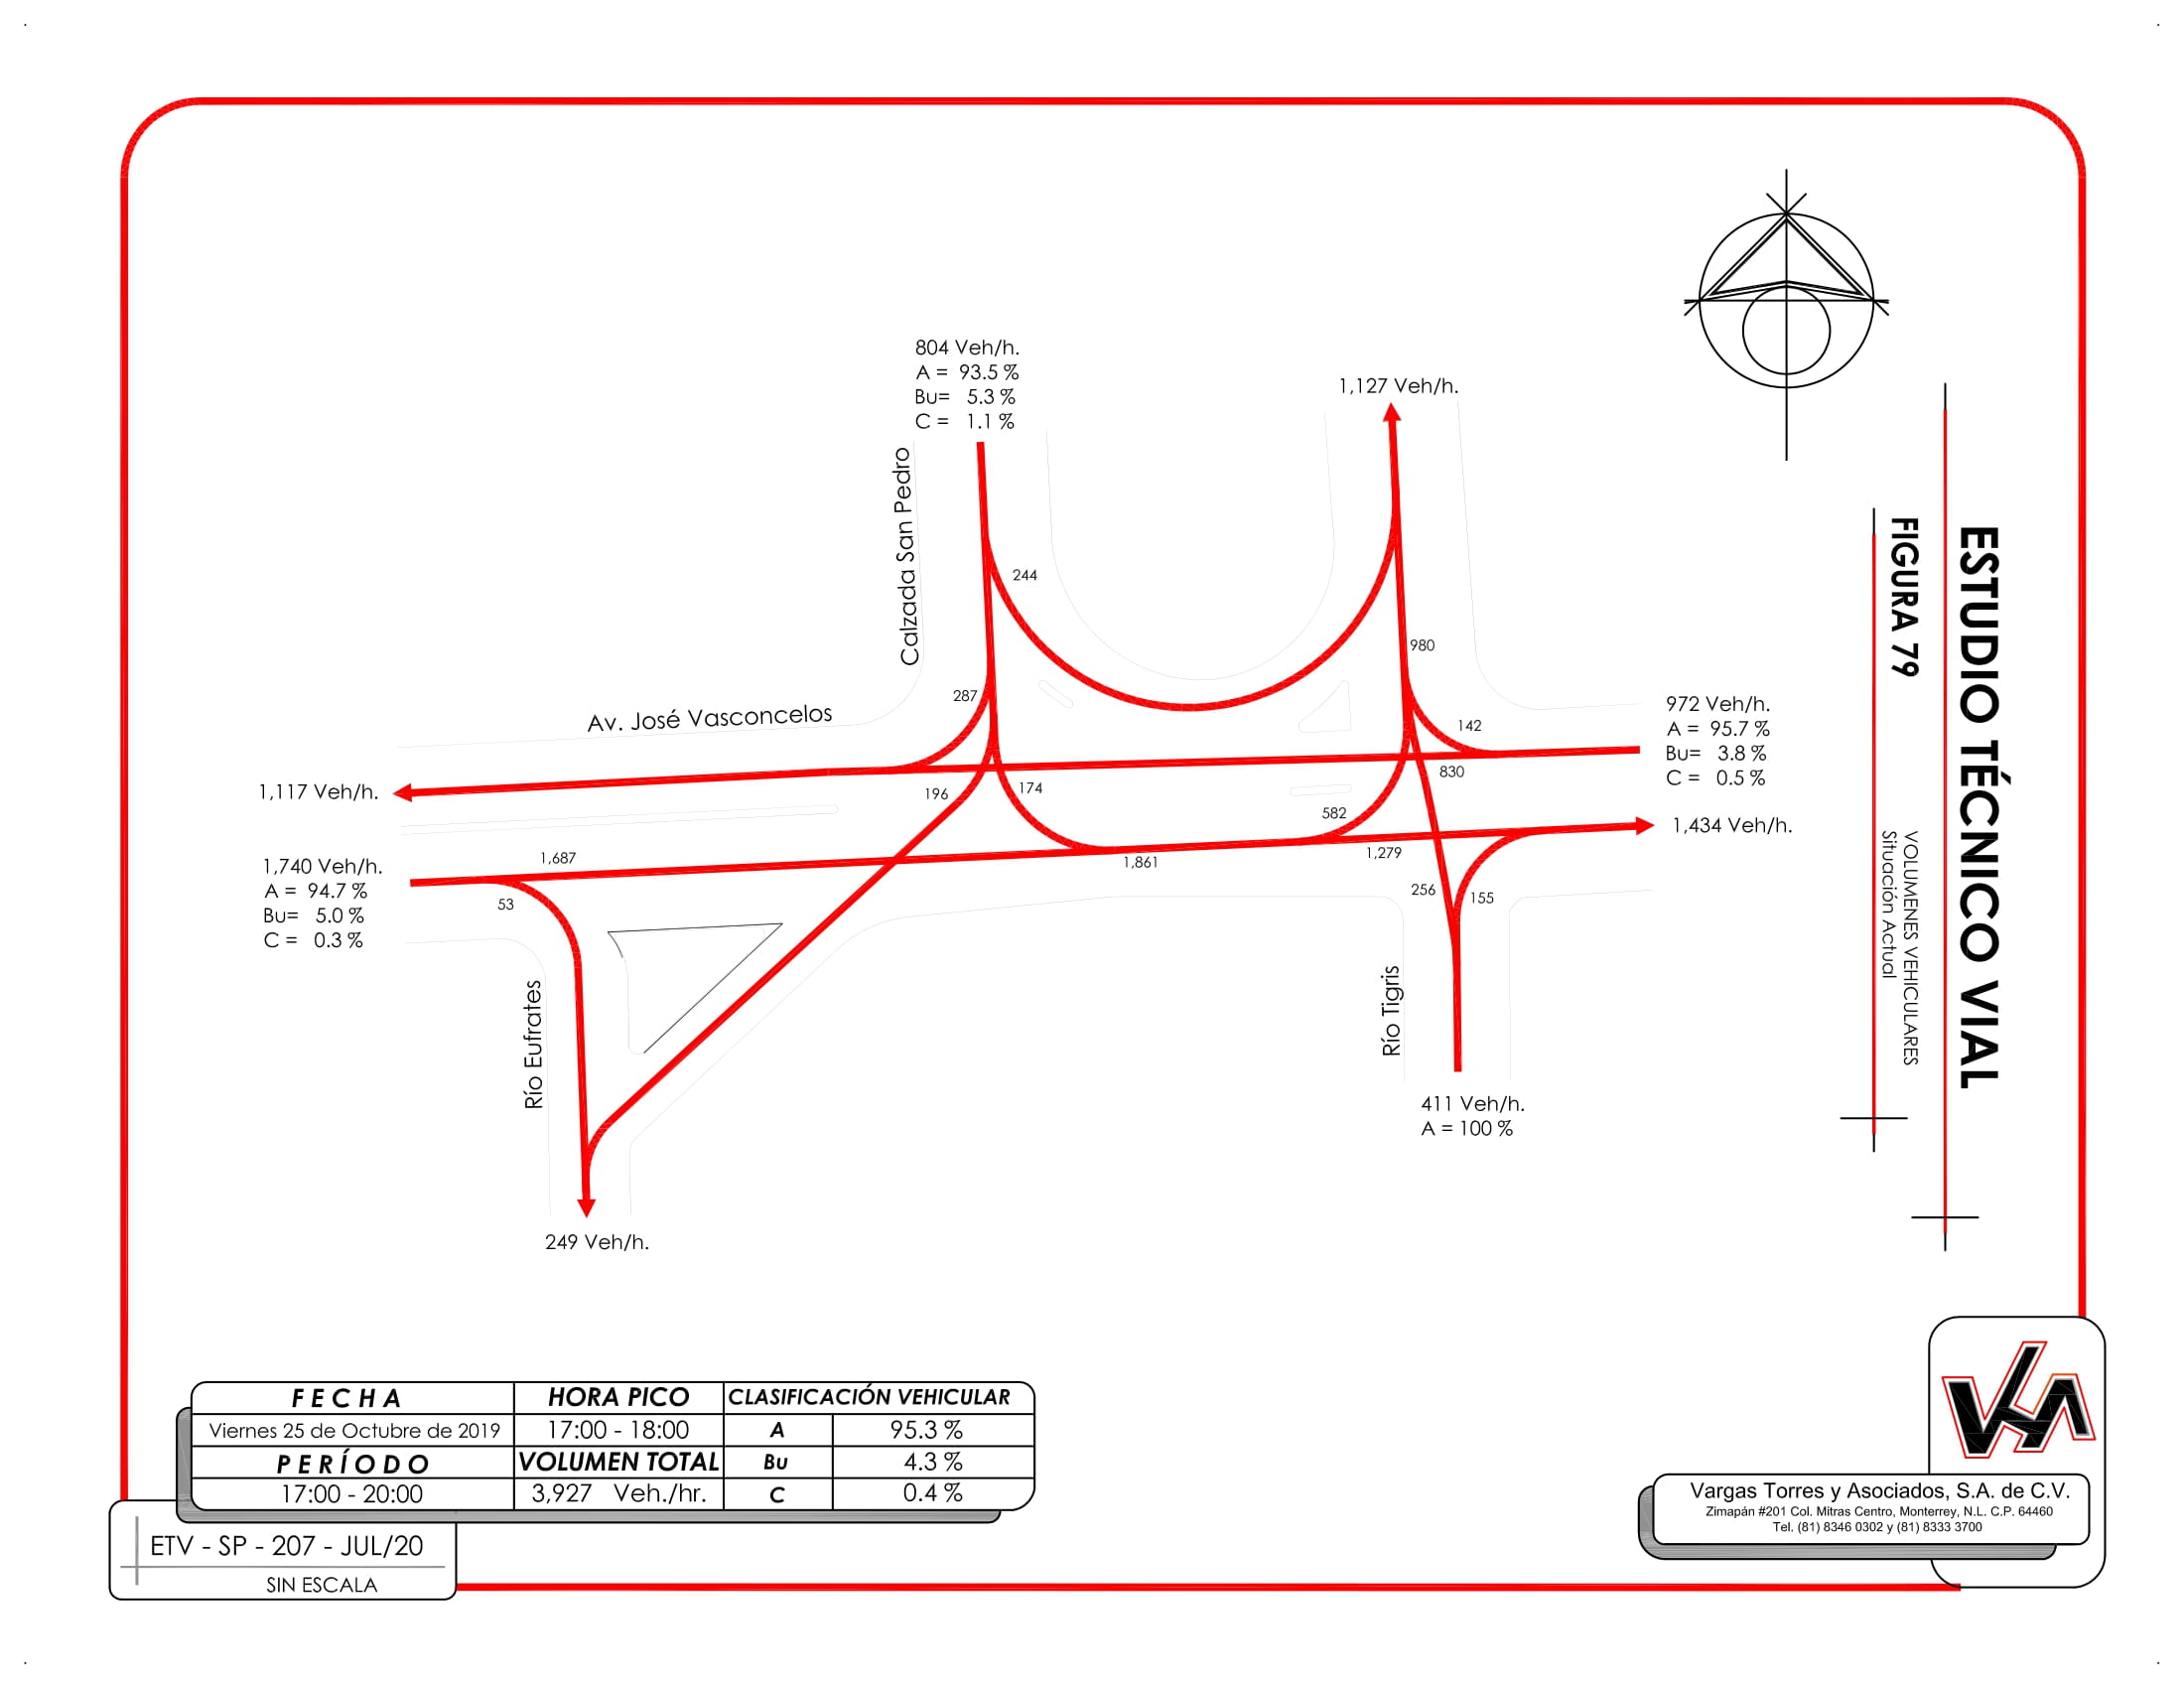 804 Veh/h.
A = 93.5 %
Bu= 5.3 %
C = 1.1 %
1,127 Veh/h.
Calzada San Pedro
244
980
287
Av. José Vasconcelos
142
972 Veh/h.
A = 95.7 %
Bu= 3.8 %
C = 0.5 %
830
1,117 Veh/h.
196
174
582
1,434 Veh/h.
1,740 Veh/h.
A = 94.7 %
Bu= 5.0 %
C = 0.3 %
1,687
1,861
1,279
53
256
155
Río Eufrates
Río Tigris
411 Veh/h.
A = 100 %
249 Veh/h.
ESTUDIO TÉCNICO VIAL
FIGURA 79
VOLUMENES VEHICULARES
Situación Actual
FECHA
HORA PICO
CLASIFICACIÓN VEHICULAR
Viernes 25 de Octubre de 2019
17:00 - 18:00
A
95.3 %
PERÍODO
VOLUMEN TOTAL
Bu
4.3 %
17:00 - 20:00
3,927 Veh./hr.
C
0.4 %
ETV - SP - 207 - JUL/20
SIN ESCALA
Vargas Torres y Asociados, S.A. de C.V.
Zimapán #201 Col. Mitras Centro, Monterrey, N.L. C.P. 64460
Tel. (81) 8346 0302 y (81) 8333 3700